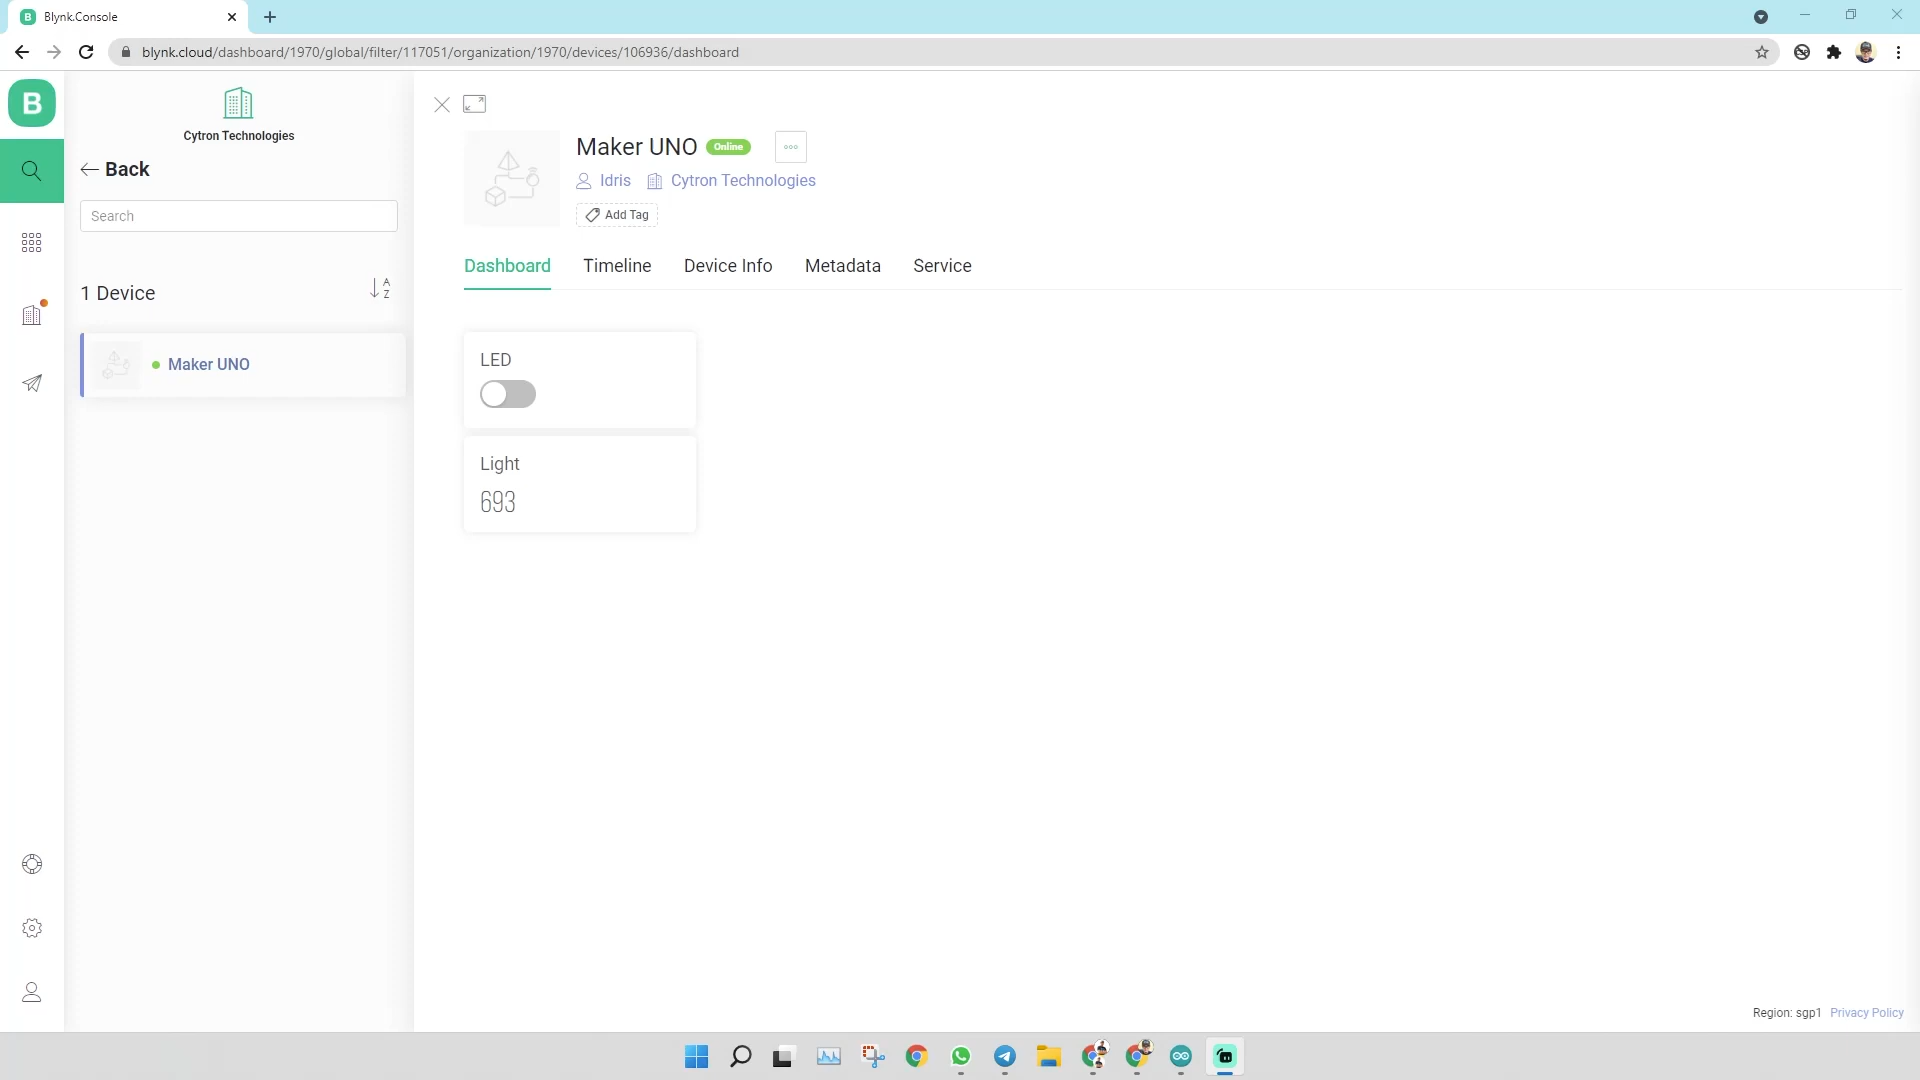 Blynk.Console
blynk.cloud/dashboard/1970/global/filter/117051/organization/1970/devices/106936/dashboard
B
Cytron Technologies
Back
Search
1 Device
A
Z
Maker UNO
Maker UNO Online
Idris Cytron Technologies
Add Tag
Dashboard Timeline Device Info Metadata Service
LED
Light
693
Region: sgp1 Privacy Policy